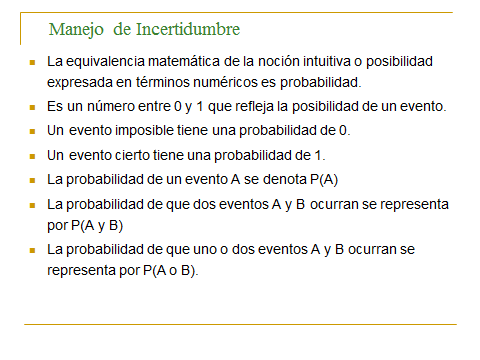 Manejo de Incertidumbre
La equivalencia matemática de la noción intuitiva o posibilidad
expresada en términos numéricos es probabilidad.
Es un número entre 0 y 1 que refleja la posibilidad de un evento.
Un evento imposible tiene una probabilidad de 0.
Un evento cierto tiene una probabilidad de 1.
La probabilidad de un evento A se denota P(A)
La probabilidad de que dos eventos A y B ocurran se representa
por P(A y B)
La probabilidad de que uno o dos eventos A y B ocurran se
representa por P(A o B).